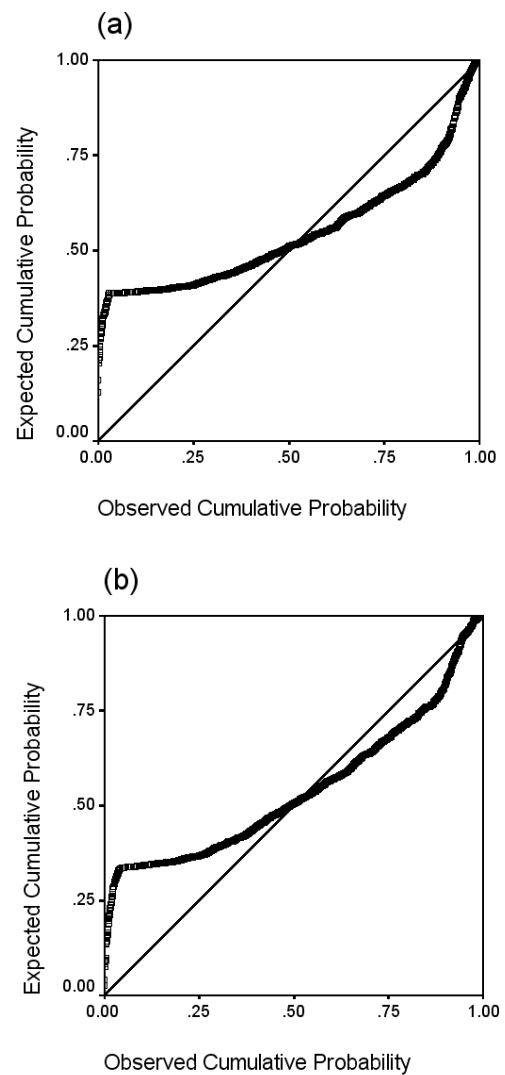 (a)
1.00
.75
.50
.25
0.00
0.00 .25 .50 .75 1.00
Expected Cumulative Probability
Observed Cumulative Probability
(b)
1.00
.75
.50
.25
0.00
0.00 .25 .50 .75 1.00
Expected Cumulative Probability
Observed Cumulative Probability